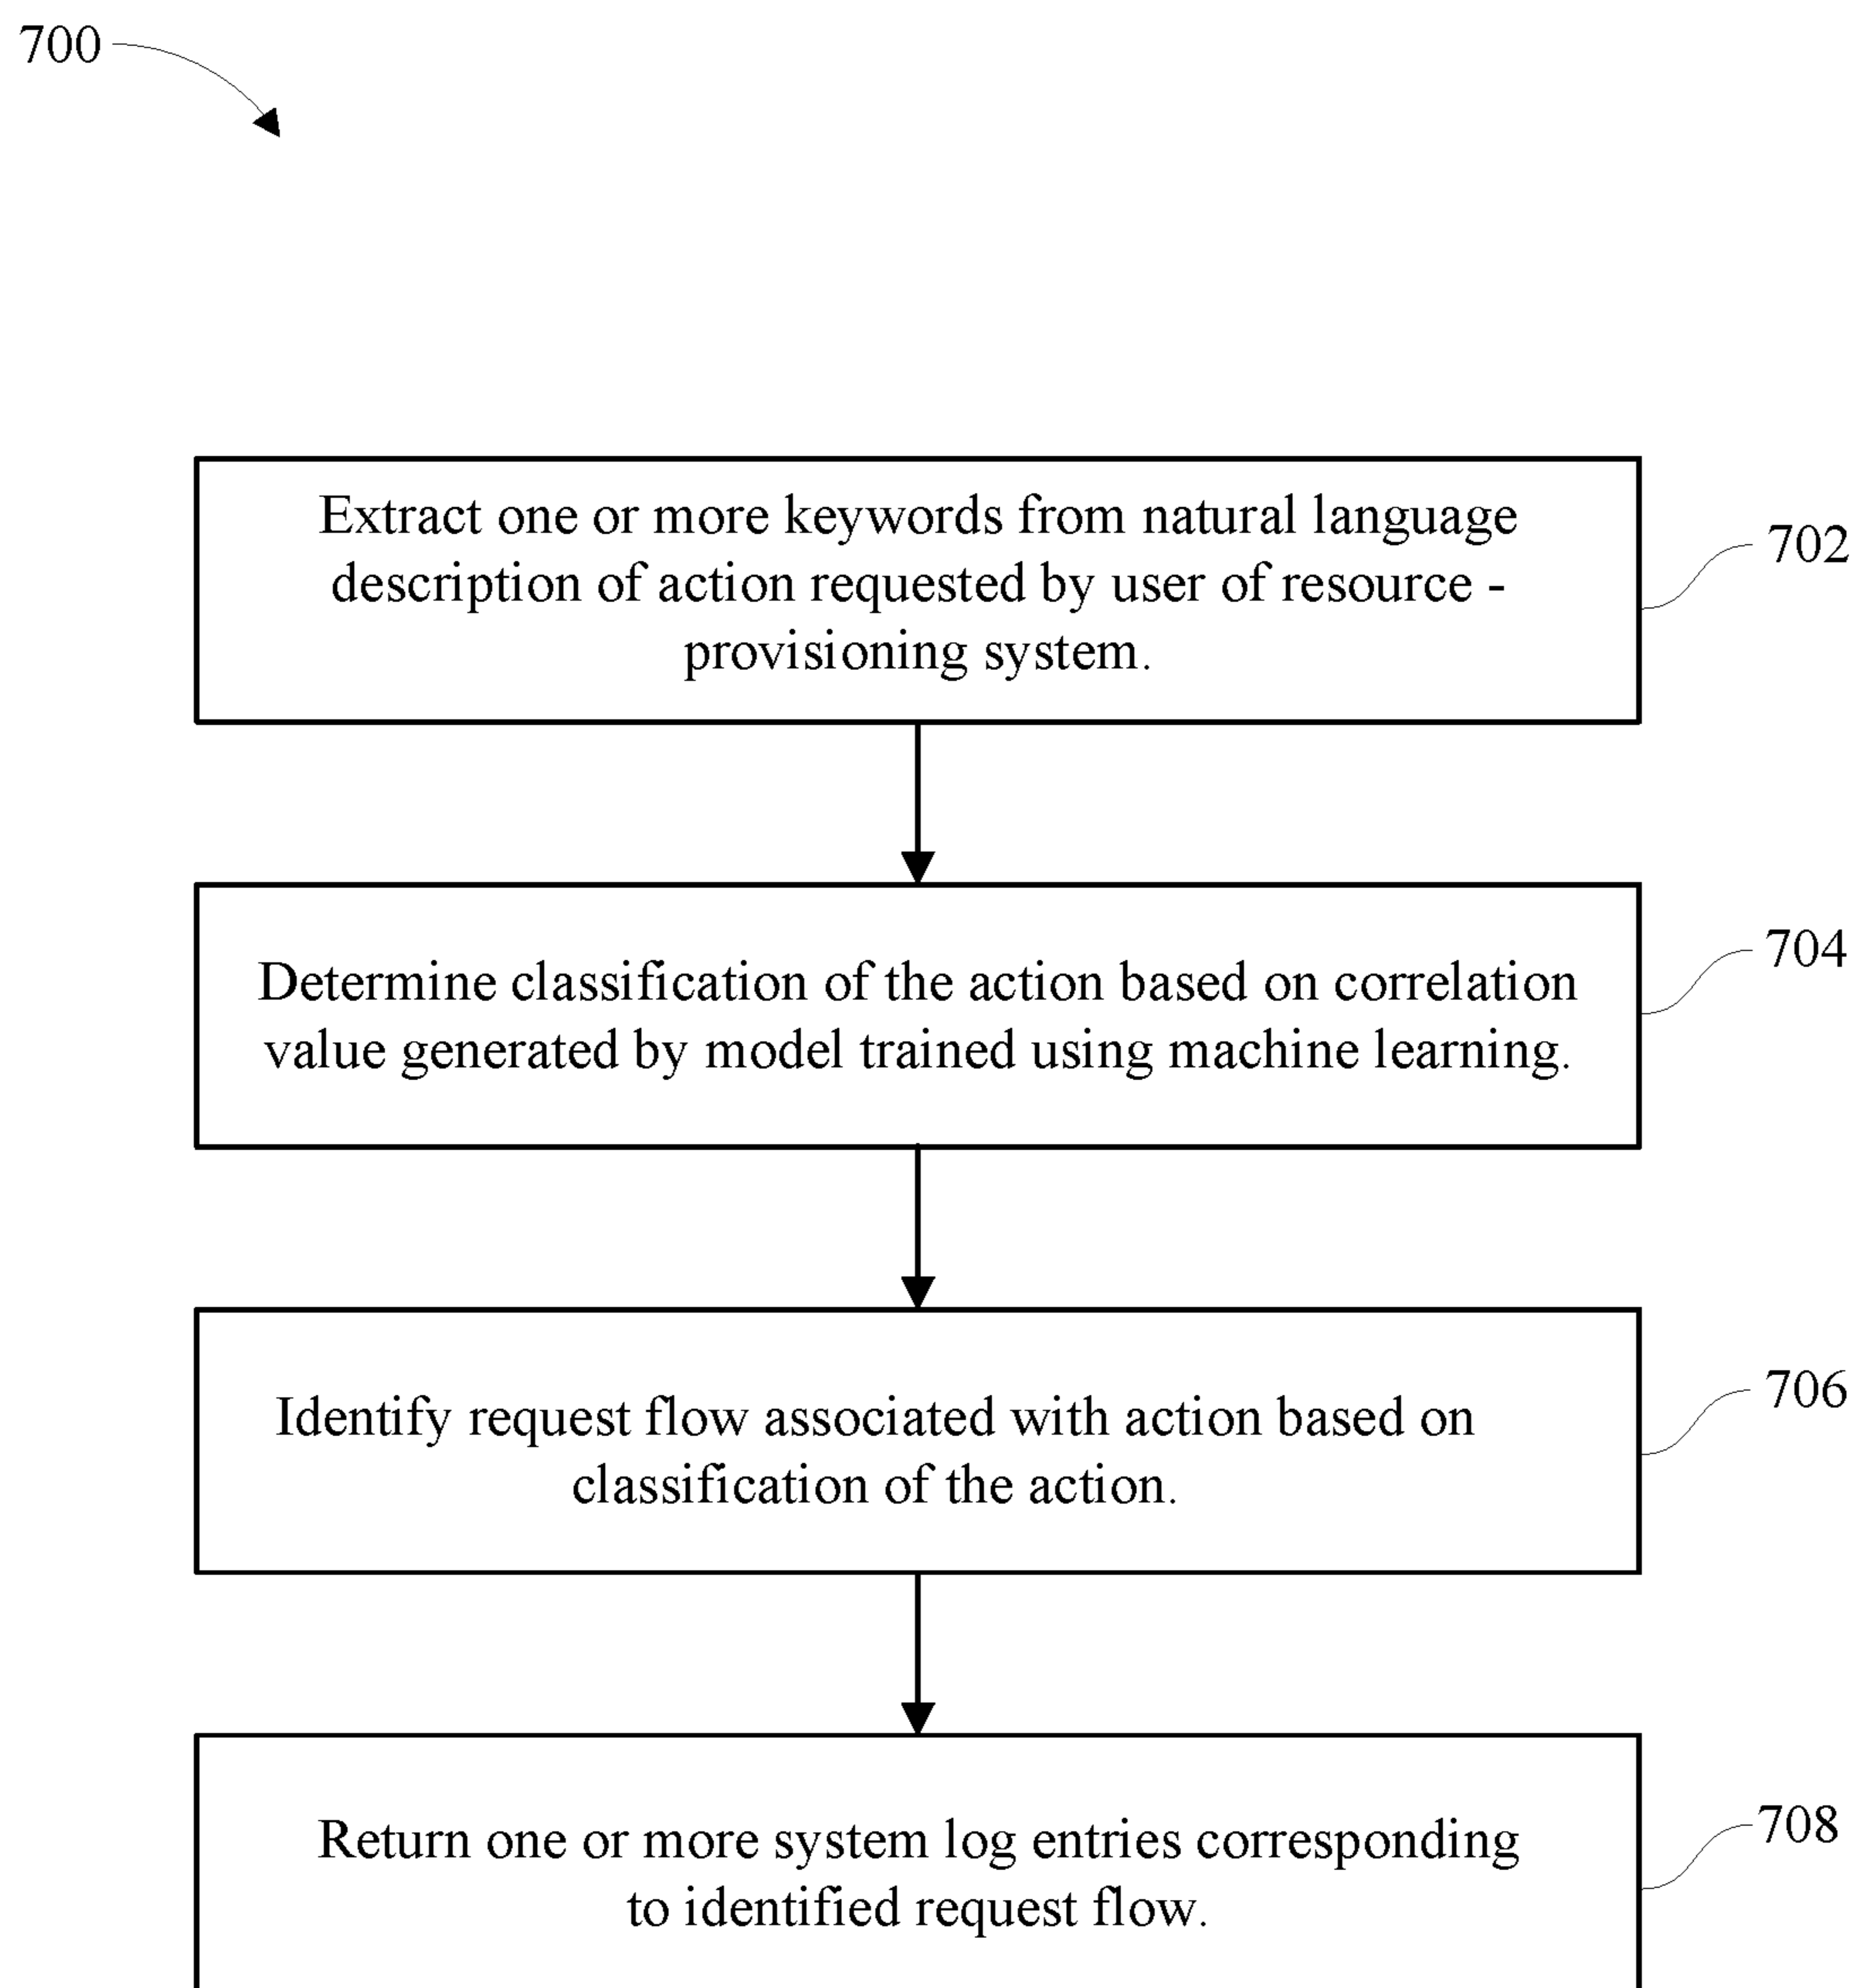 700
Extract one or more keywords from natural language
description of action requested by user of resource -
provisioning system.
702
Determine classification of the action based on correlation
value generated by model trained using machine learning.
704
Identify request flow associated with action based on
classification of the action.
706
Return one or more system log entries corresponding
to identified request flow.
708